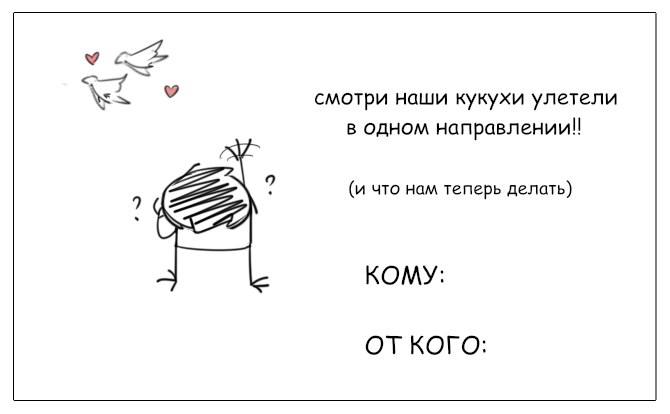 смотри наши кукухи улетели
в одном направлении!!
(и что нам теперь делать)
? ?
КОМУ:
ОТ КОГО: